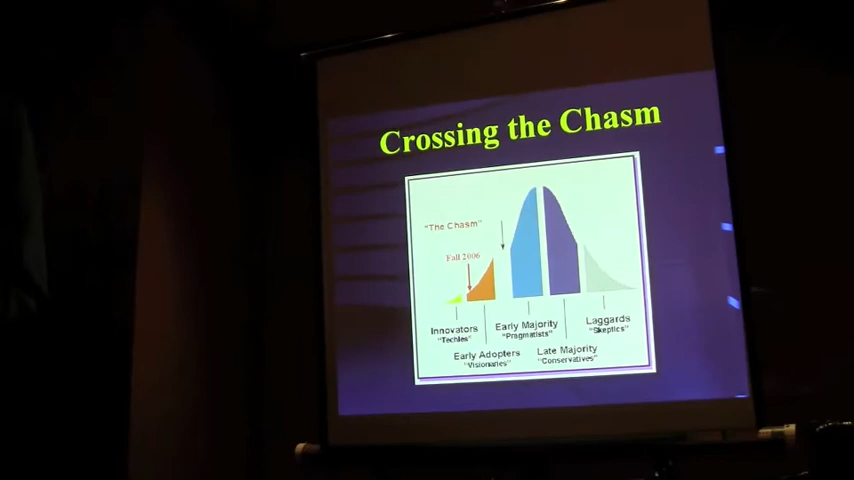 Crossing the Chasm
"The Chasm"
Fall 2006
Innovators
"Techies"
Early Adopters
"Visionaries"
Early Majority
"Pragmatists"
Late Majority
"Conservatives"
Laggards
"Skeptics"